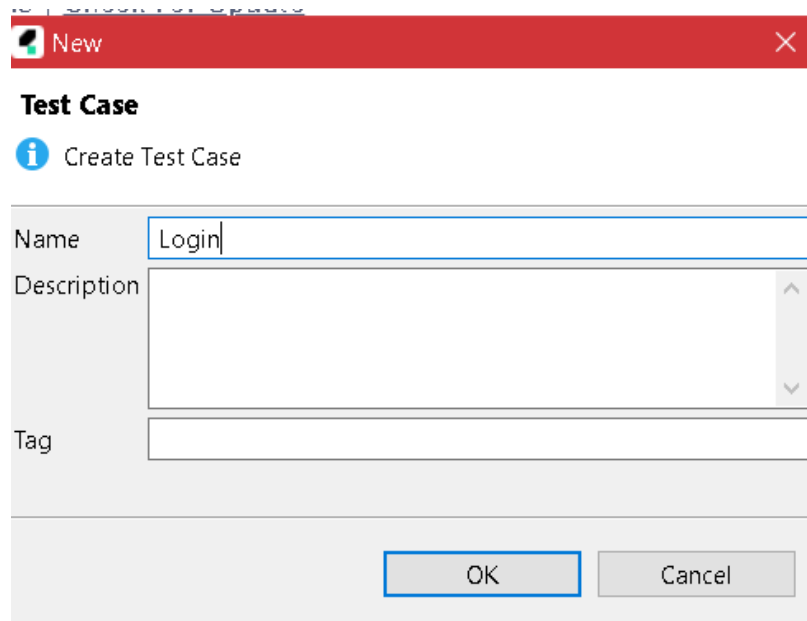 New
Test Case
Create Test Case
Name Login
Description
Tag
OK Cancel